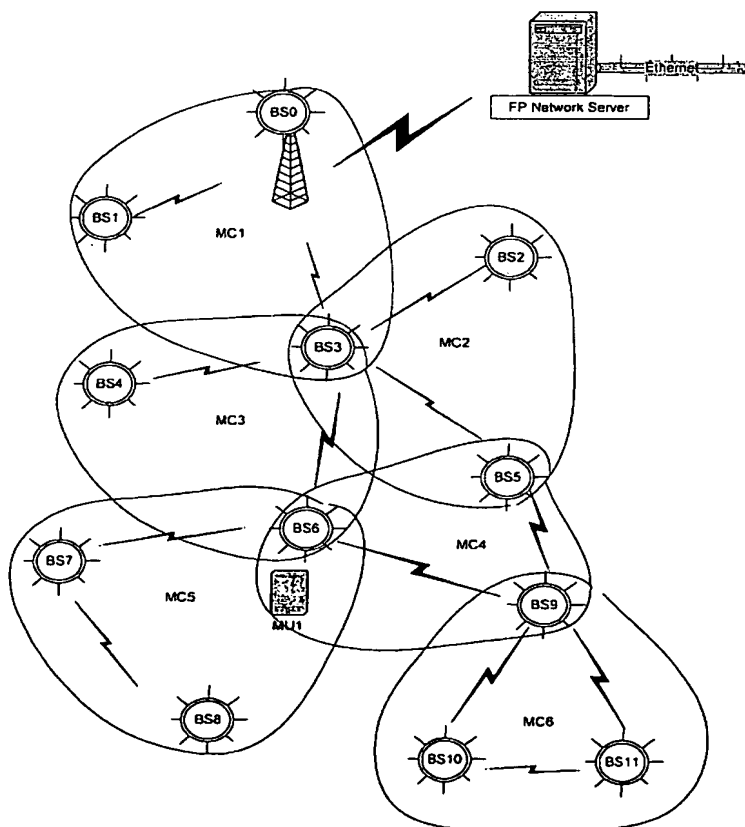 Ethernet
FP Network Server
BS0
BS1
MC1
BS2
BS3
MC2
BS4
MC3
BS5
BS6
MC4
BS7
MC5
BS9
MU1
BS8
MC6
BS10
BS11